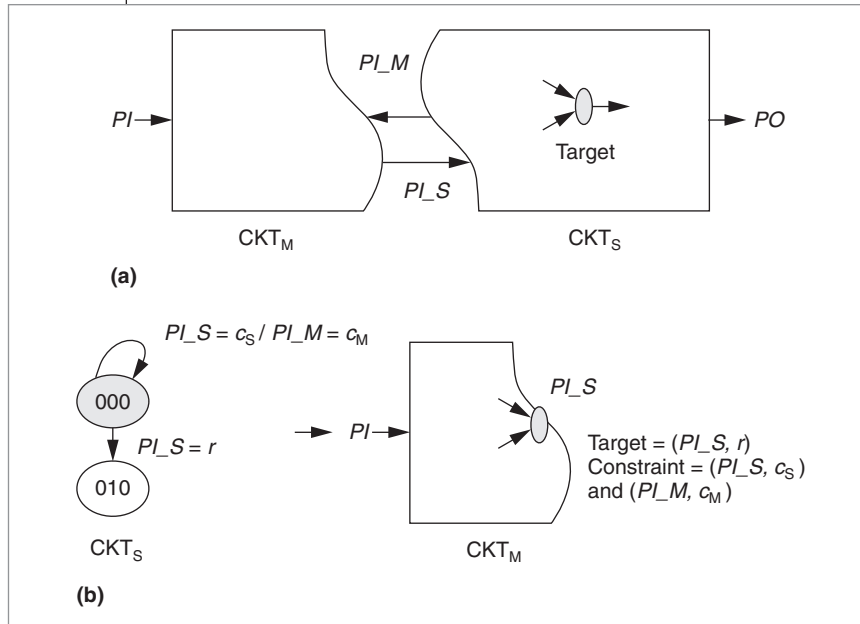 PI_M
PI
PO
Target
PI_S
CKT_M
CKT_S
(a)
PI_S = c_S / PI_M = c_M
000
PI_S = r
010
CKT_S
PI_S
PI
Target = (PI_S, r)
Constraint = (PI_S, c_S)
and (PI_M, c_M)
CKT_M
(b)